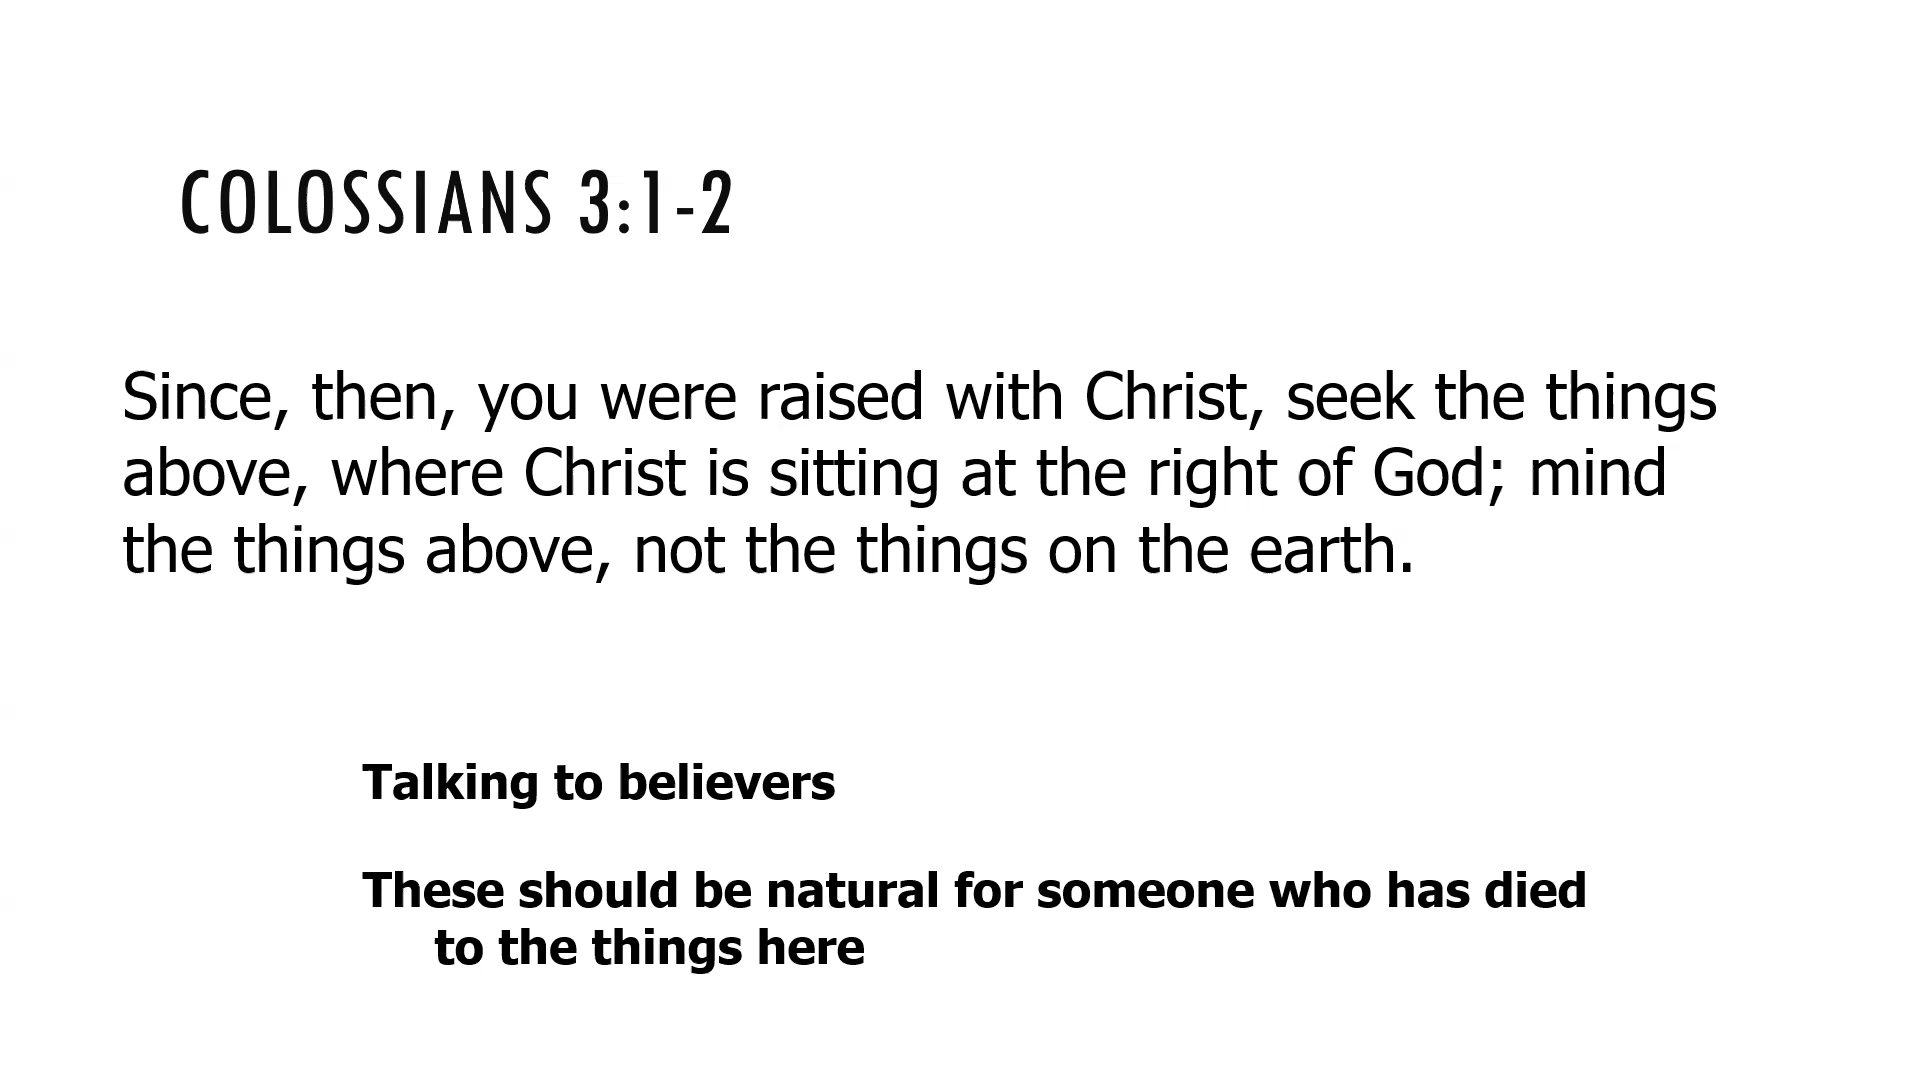 COLOSSIANS 3:1-2
Since, then, you were raised with Christ, seek the things
above, where Christ is sitting at the right of God; mind
the things above, not the things on the earth.
Talking to believers
These should be natural for someone who has died
to the things here